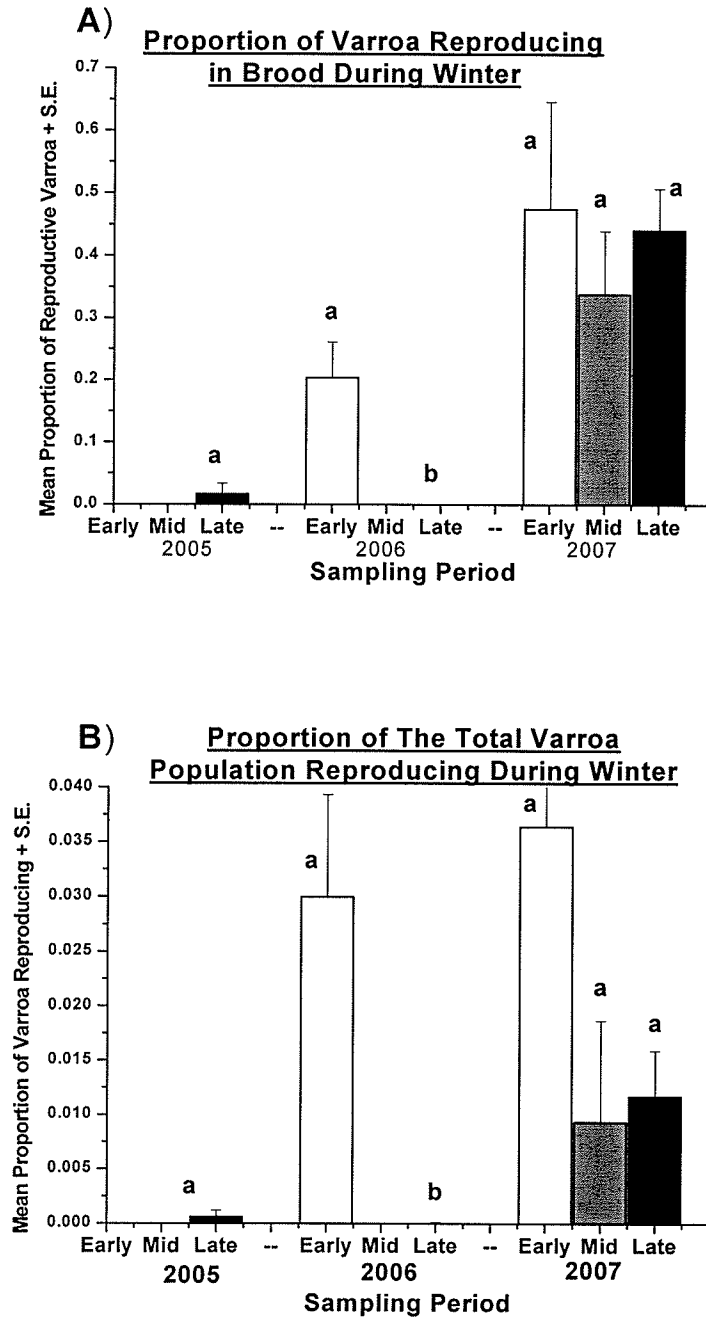 A)
Proportion of Varroa Reproducing
in Brood During Winter
Mean Proportion of Reproductive Varroa + S.E.
0.7
0.6
0.5
0.4
0.3
0.2
0.1
0.0
a
a
b
a
a
a
Early Mid Late -- Early Mid Late -- Early Mid Late
2005 2006 2007
Sampling Period
B)
Proportion of The Total Varroa
Population Reproducing During Winter
Mean Proportion of Varroa Reproducing + S.E.
0.040
0.035
0.030
0.025
0.020
0.015
0.010
0.005
0.000
a
a
b
a
a
a
Early Mid Late -- Early Mid Late -- Early Mid Late
2005 2006 2007
Sampling Period